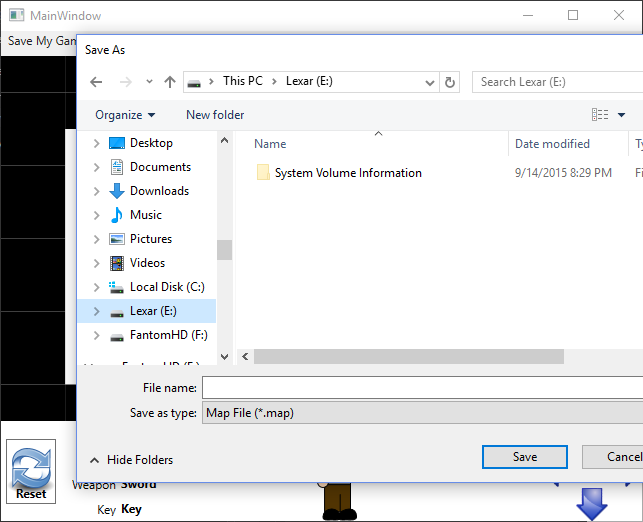 MainWindow
Save My Gam
Save As
This PC > Lexar (E:)
Search Lexar (E:)
Organize
New folder
Name
Date modified
Ty
System Volume Information
9/14/2015 8:29 PM
Fi
Desktop
Documents
Downloads
Music
Pictures
Videos
Local Disk (C:)
Lexar (E:)
FantomHD (F:)
File name:
Save as type:
Map File (*.map)
Hide Folders
Save
Cancel
Reset
Weapon Sword
Key Key